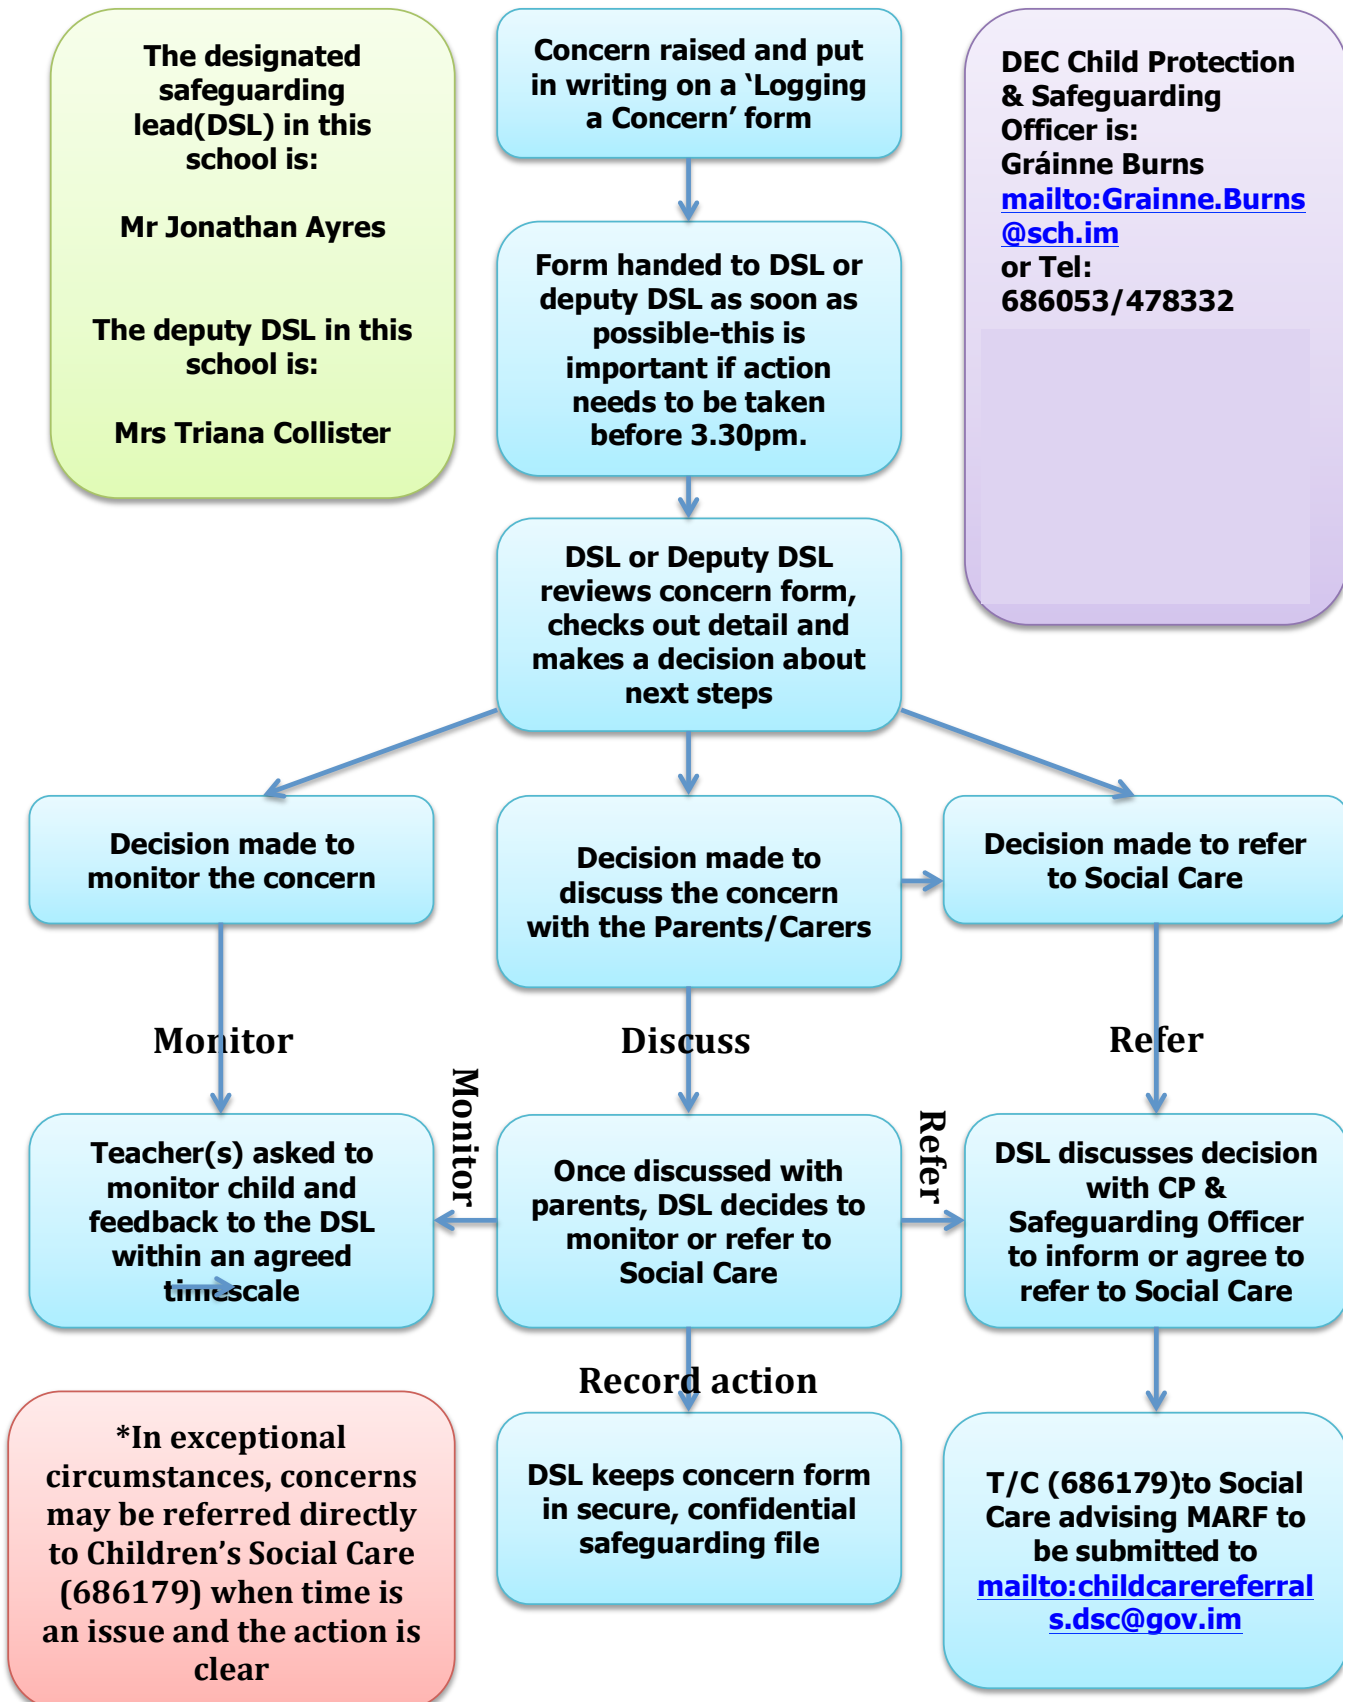 The designated
safeguarding
lead(DSL) in this
school is:
Mr Jonathan Ayres
The deputy DSL in this
school is:
Mrs Triana Collister
Concern raised and put
in writing on a ‘Logging
a Concern’ form
DEC Child Protection
& Safeguarding
Officer is:
Gráinne Burns
mailto:Grainne.Burns
@sch.im
or Tel:
686053/478332
Form handed to DSL or
deputy DSL as soon as
possible-this is
important if action
needs to be taken
before 3.30pm.
DSL or Deputy DSL
reviews concern form,
checks out detail and
makes a decision about
next steps
Decision made to
monitor the concern
Decision made to
discuss the concern
with the Parents/Carers
Decision made to refer
to Social Care
Monitor
Discuss
Refer
Teacher(s) asked to
monitor child and
feedback to the DSL
within an agreed
timescale
Monitor
Once discussed with
parents, DSL decides to
monitor or refer to
Social Care
Refer
DSL discusses decision
with CP &
Safeguarding Officer
to inform or agree to
refer to Social Care
Record action
*In exceptional
circumstances, concerns
may be referred directly
to Children’s Social Care
(686179) when time is
an issue and the action is
clear
DSL keeps concern form
in secure, confidential
safeguarding file
T/C (686179)to Social
Care advising MARF to
be submitted to
mailto:childcarereferral
s.dsc@gov.im